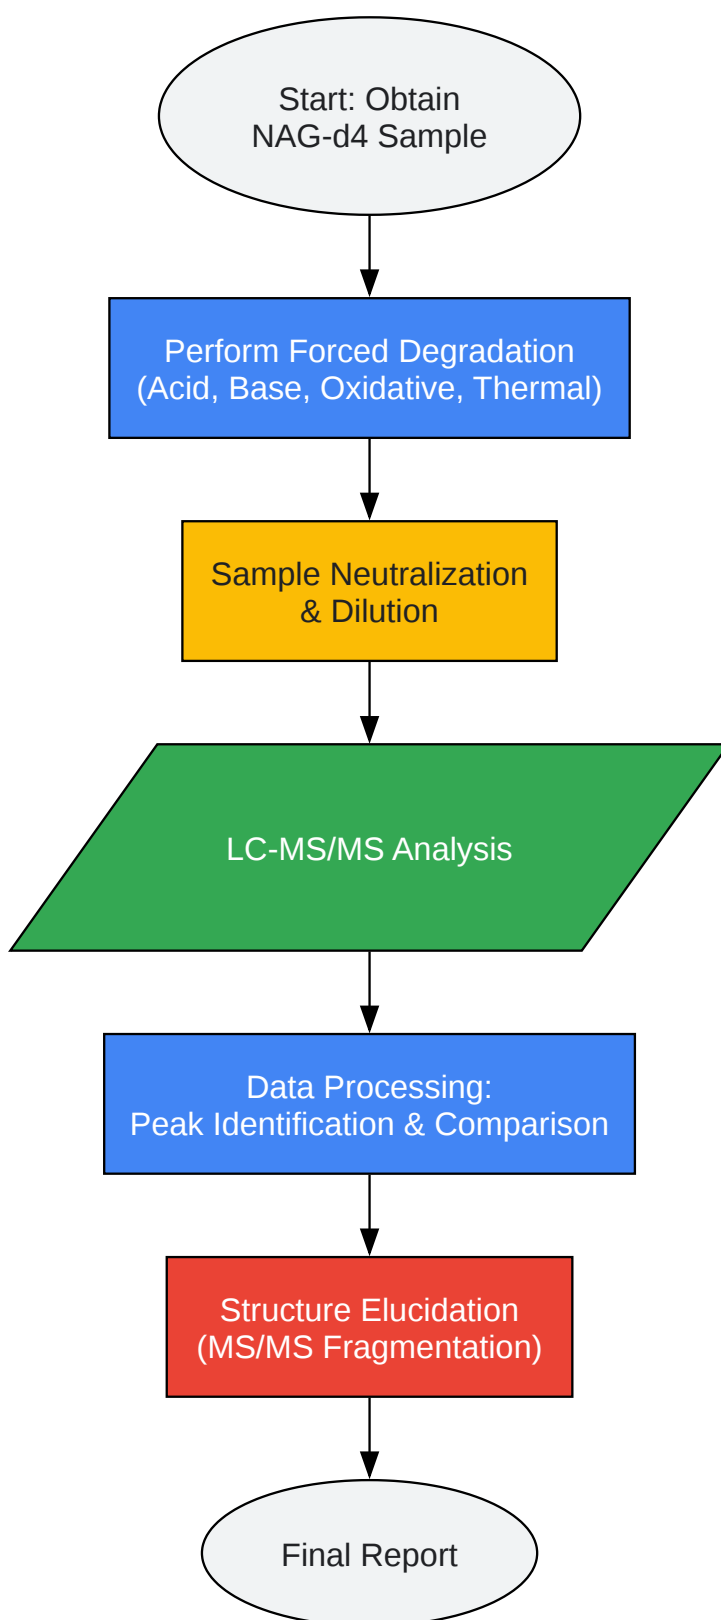 Start: Obtain
NAG-d4 Sample
Perform Forced Degradation
(Acid, Base, Oxidative, Thermal)
Sample Neutralization
& Dilution
LC-MS/MS Analysis
Data Processing:
Peak Identification & Comparison
Structure Elucidation
(MS/MS Fragmentation)
Final Report